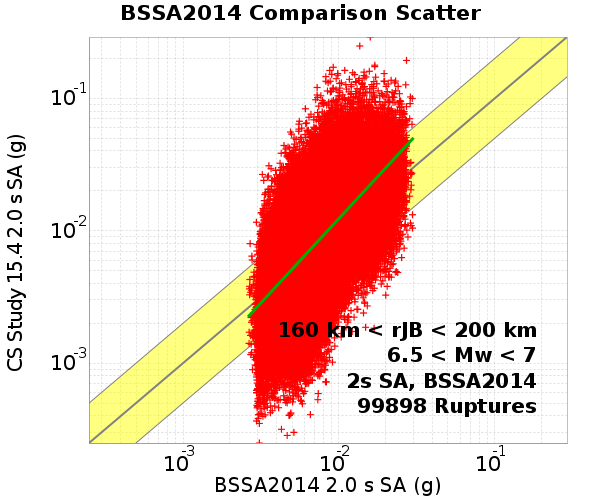 BSSA2014 Comparison Scatter
CS Study 15.4 2.0 s SA (g)
10-1
10-2
10-3
160 km < rJB < 200 km
6.5 < Mw < 7
2s SA, BSSA2014
99898 Ruptures
10-3 10-2 10-1
BSSA2014 2.0 s SA (g)